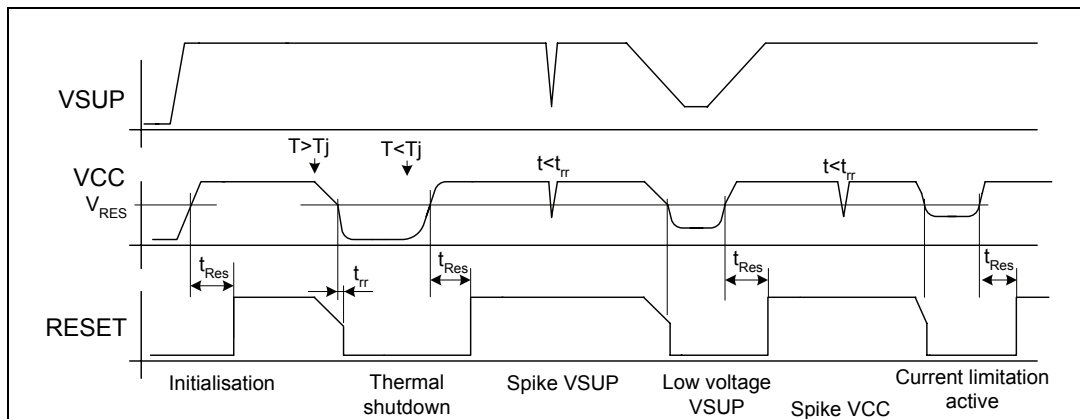 VSUP
T>Tj
T<Tj
t<trr
t<trr
VCC
VRES
tRes
trr
tRes
tRes
tRes
RESET
Initialisation
Thermal
shutdown
Spike VSUP
Low voltage
VSUP
Spike VCC
Current limitation
active